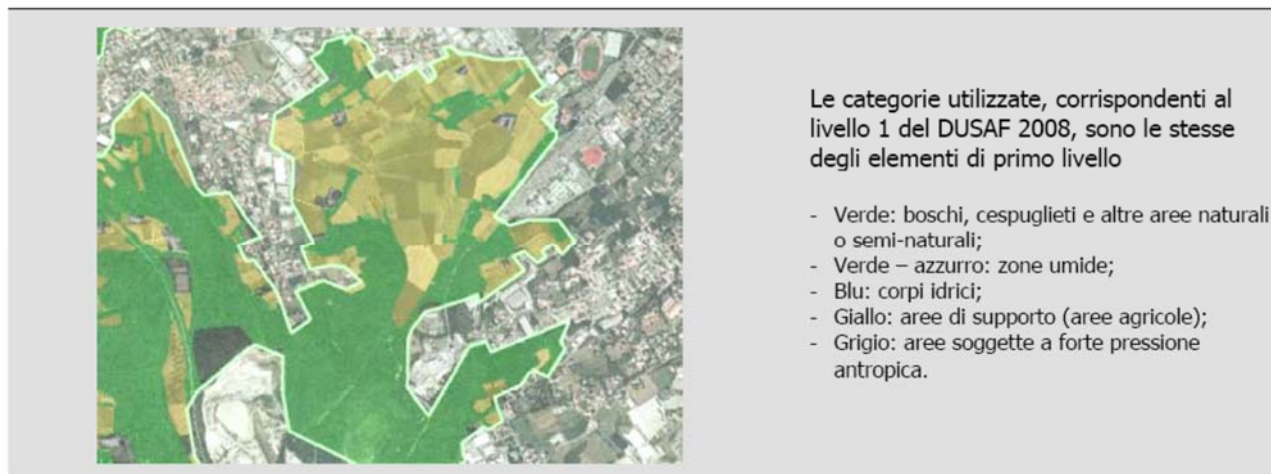 Le categorie utilizzate, corrispondenti al
livello 1 del DUSAF 2008, sono le stesse
degli elementi di primo livello
- Verde: boschi, cespuglieti e altre aree naturali
o semi-naturali;
- Verde – azzurro: zone umide;
- Blu: corpi idrici;
- Giallo: aree di supporto (aree agricole);
- Grigio: aree soggette a forte pressione
antropica.